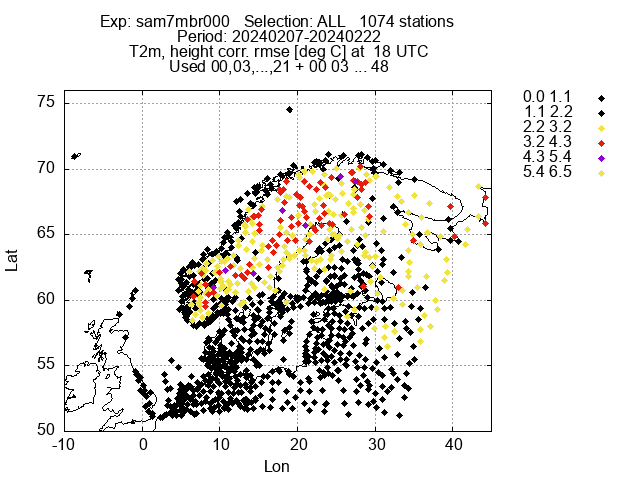 Exp: sam7mbr000 Selection: ALL 1074 stations
Period: 20240207-20240222
T2m, height corr. rmse [deg C] at 18 UTC
Used 00,03,...,21 + 00 03 ... 48
0.0 1.1
1.1 2.2
2.2 3.2
3.2 4.3
4.3 5.4
5.4 6.5
75
70
65
60
55
50
Lat
-10 0 10 20 30 40
Lon